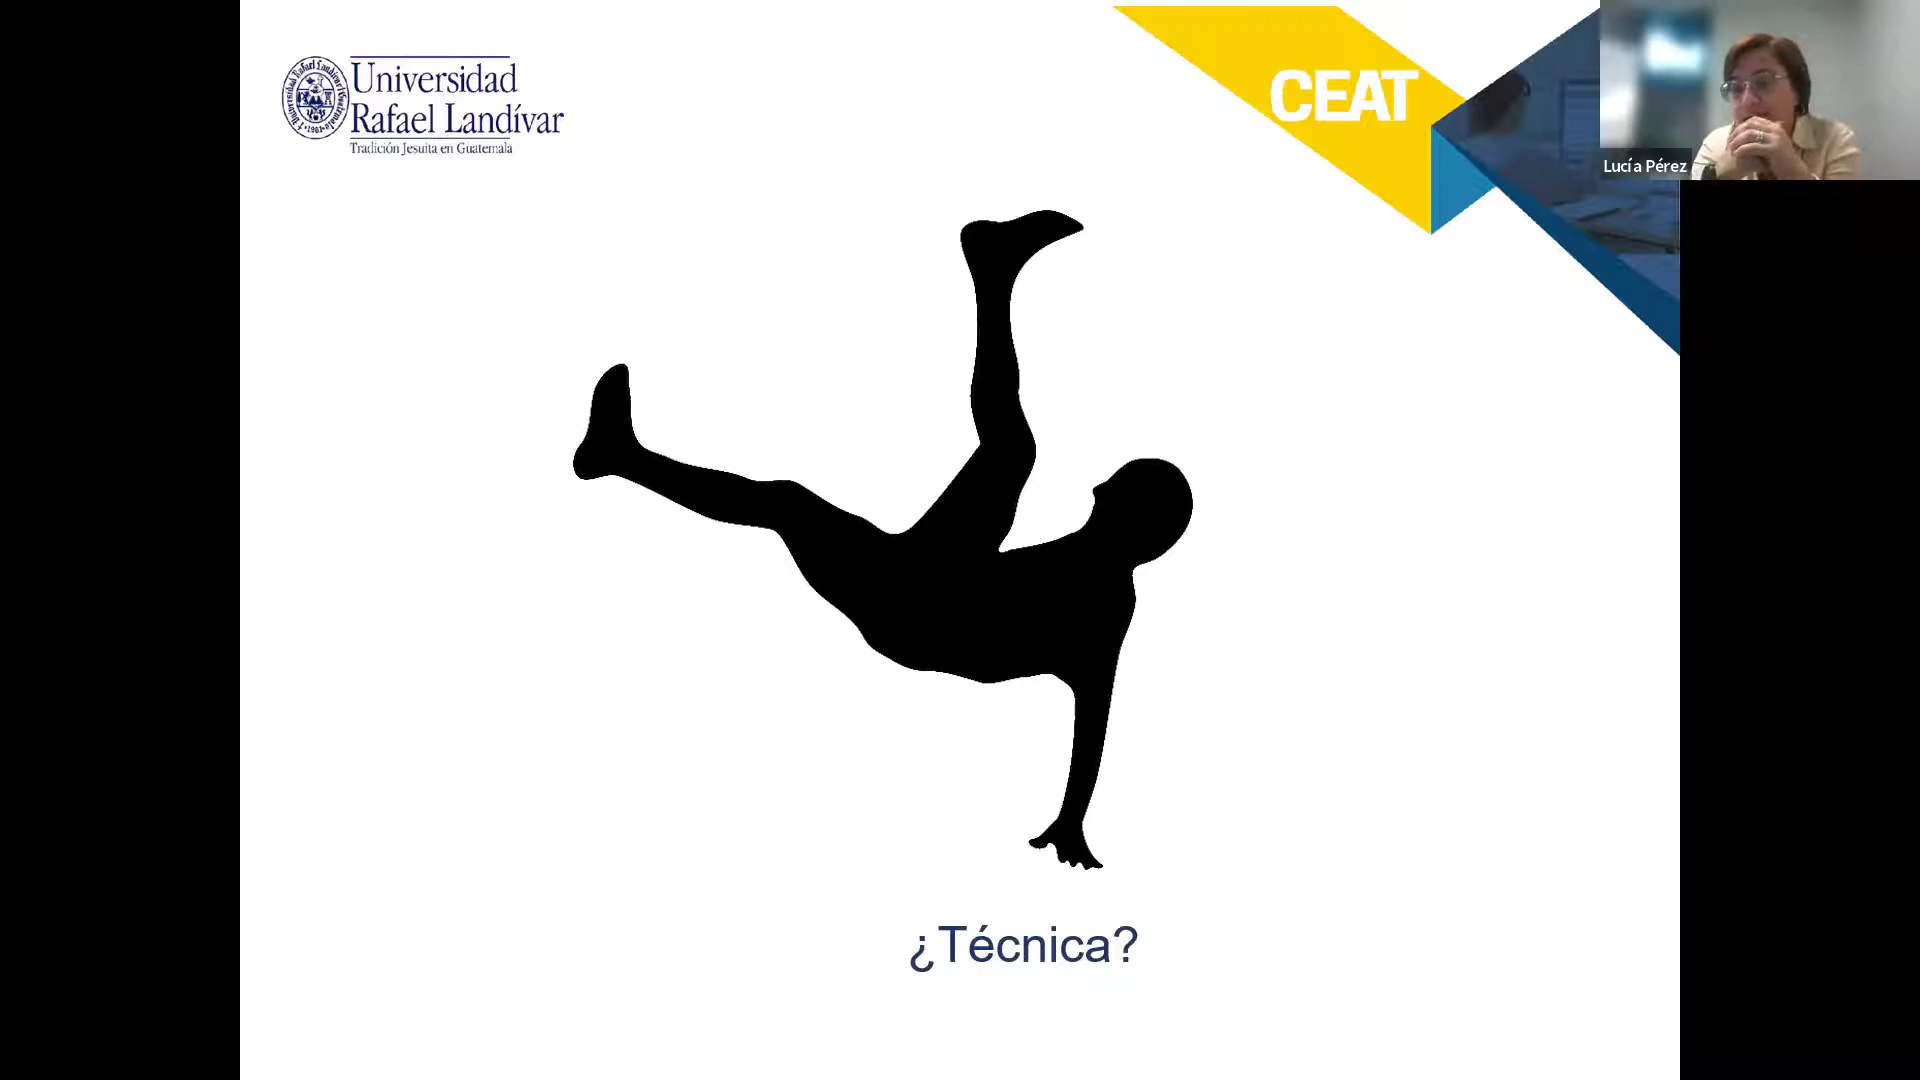 Universidad
Rafael Landívar
Tradición Jesuita en Guatemala
CEAT
Lucía Pérez
¿Técnica?